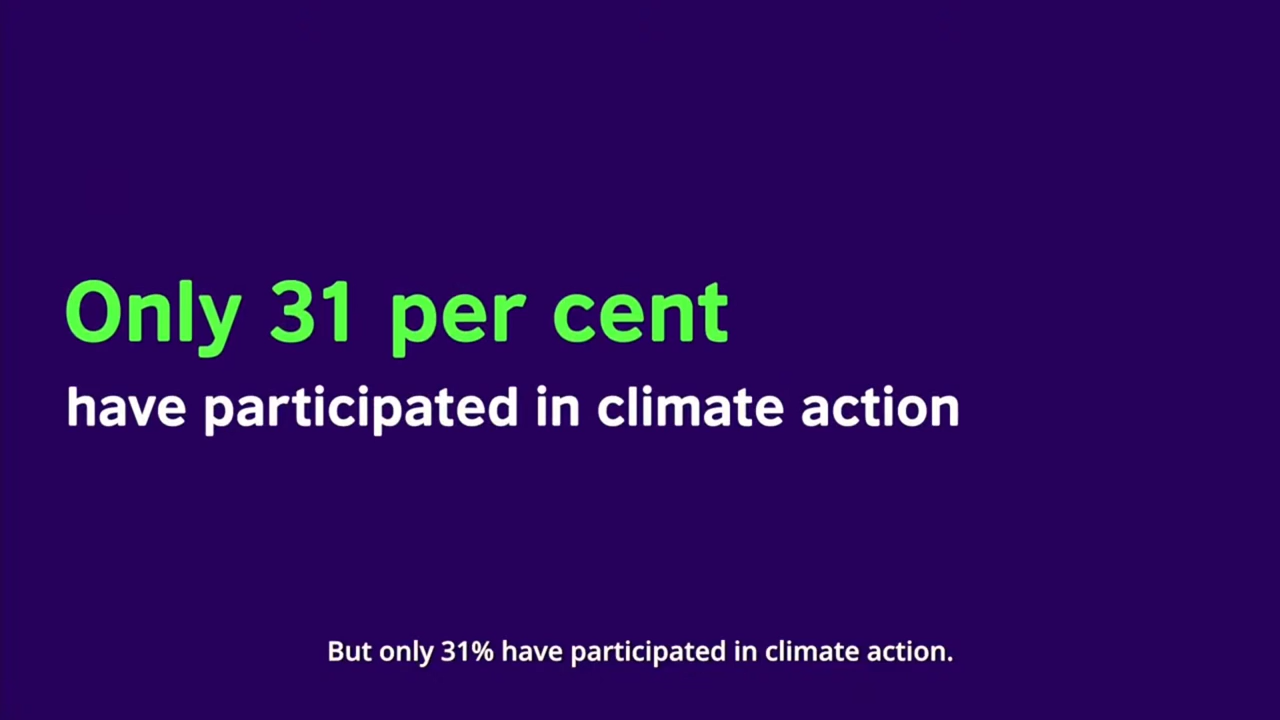 Only 31 per cent
have participated in climate action
But only 31% have participated in climate action.